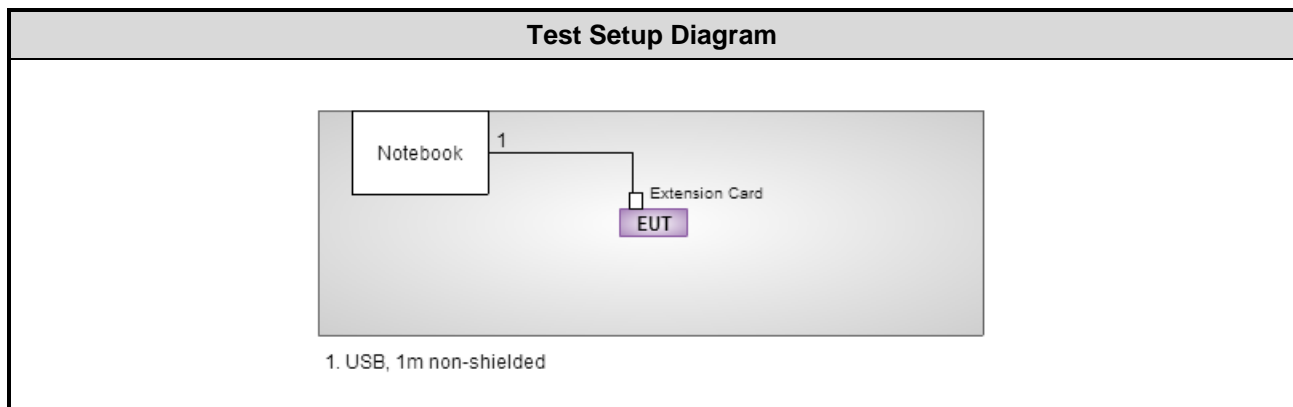 Test Setup Diagram
Notebook
1
Extension Card
EUT
1. USB, 1m non-shielded